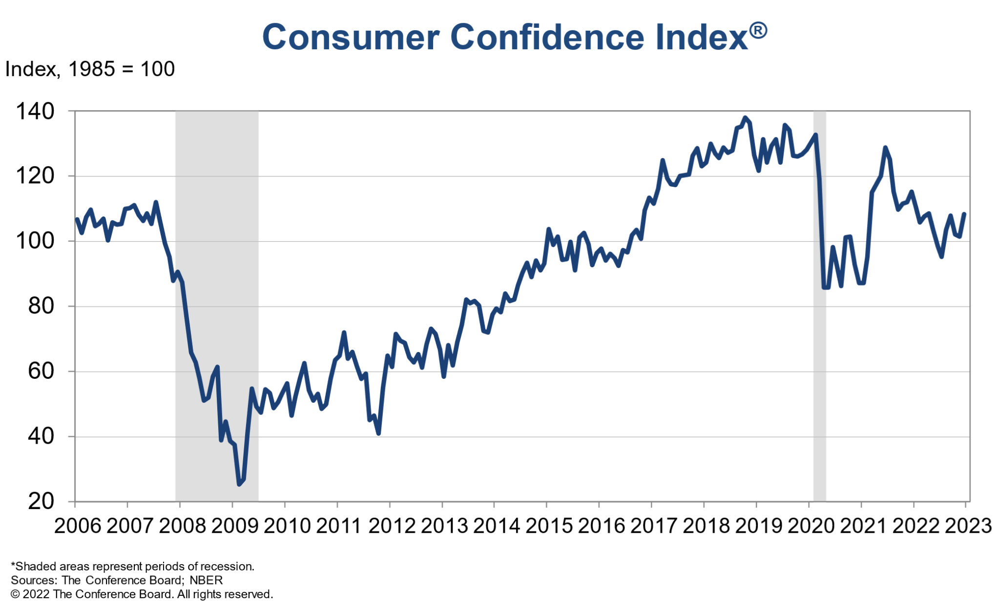 Consumer Confidence Index®
Index, 1985 = 100
140
120
100
80
60
40
20
2006 2007 2008 2009 2010 2011 2012 2013 2014 2015 2016 2017 2018 2019 2020 2021 2022 2023
*Shaded areas represent periods of recession.
Sources: The Conference Board; NBER
© 2022 The Conference Board. All rights reserved.